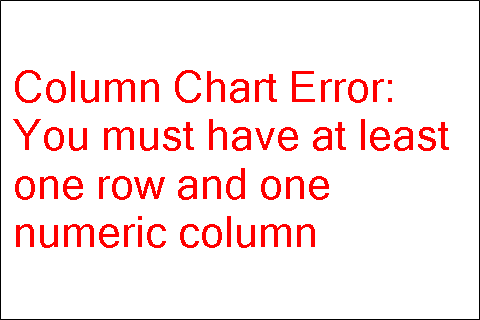 Column Chart Error:
You must have at least
one row and one
numeric column